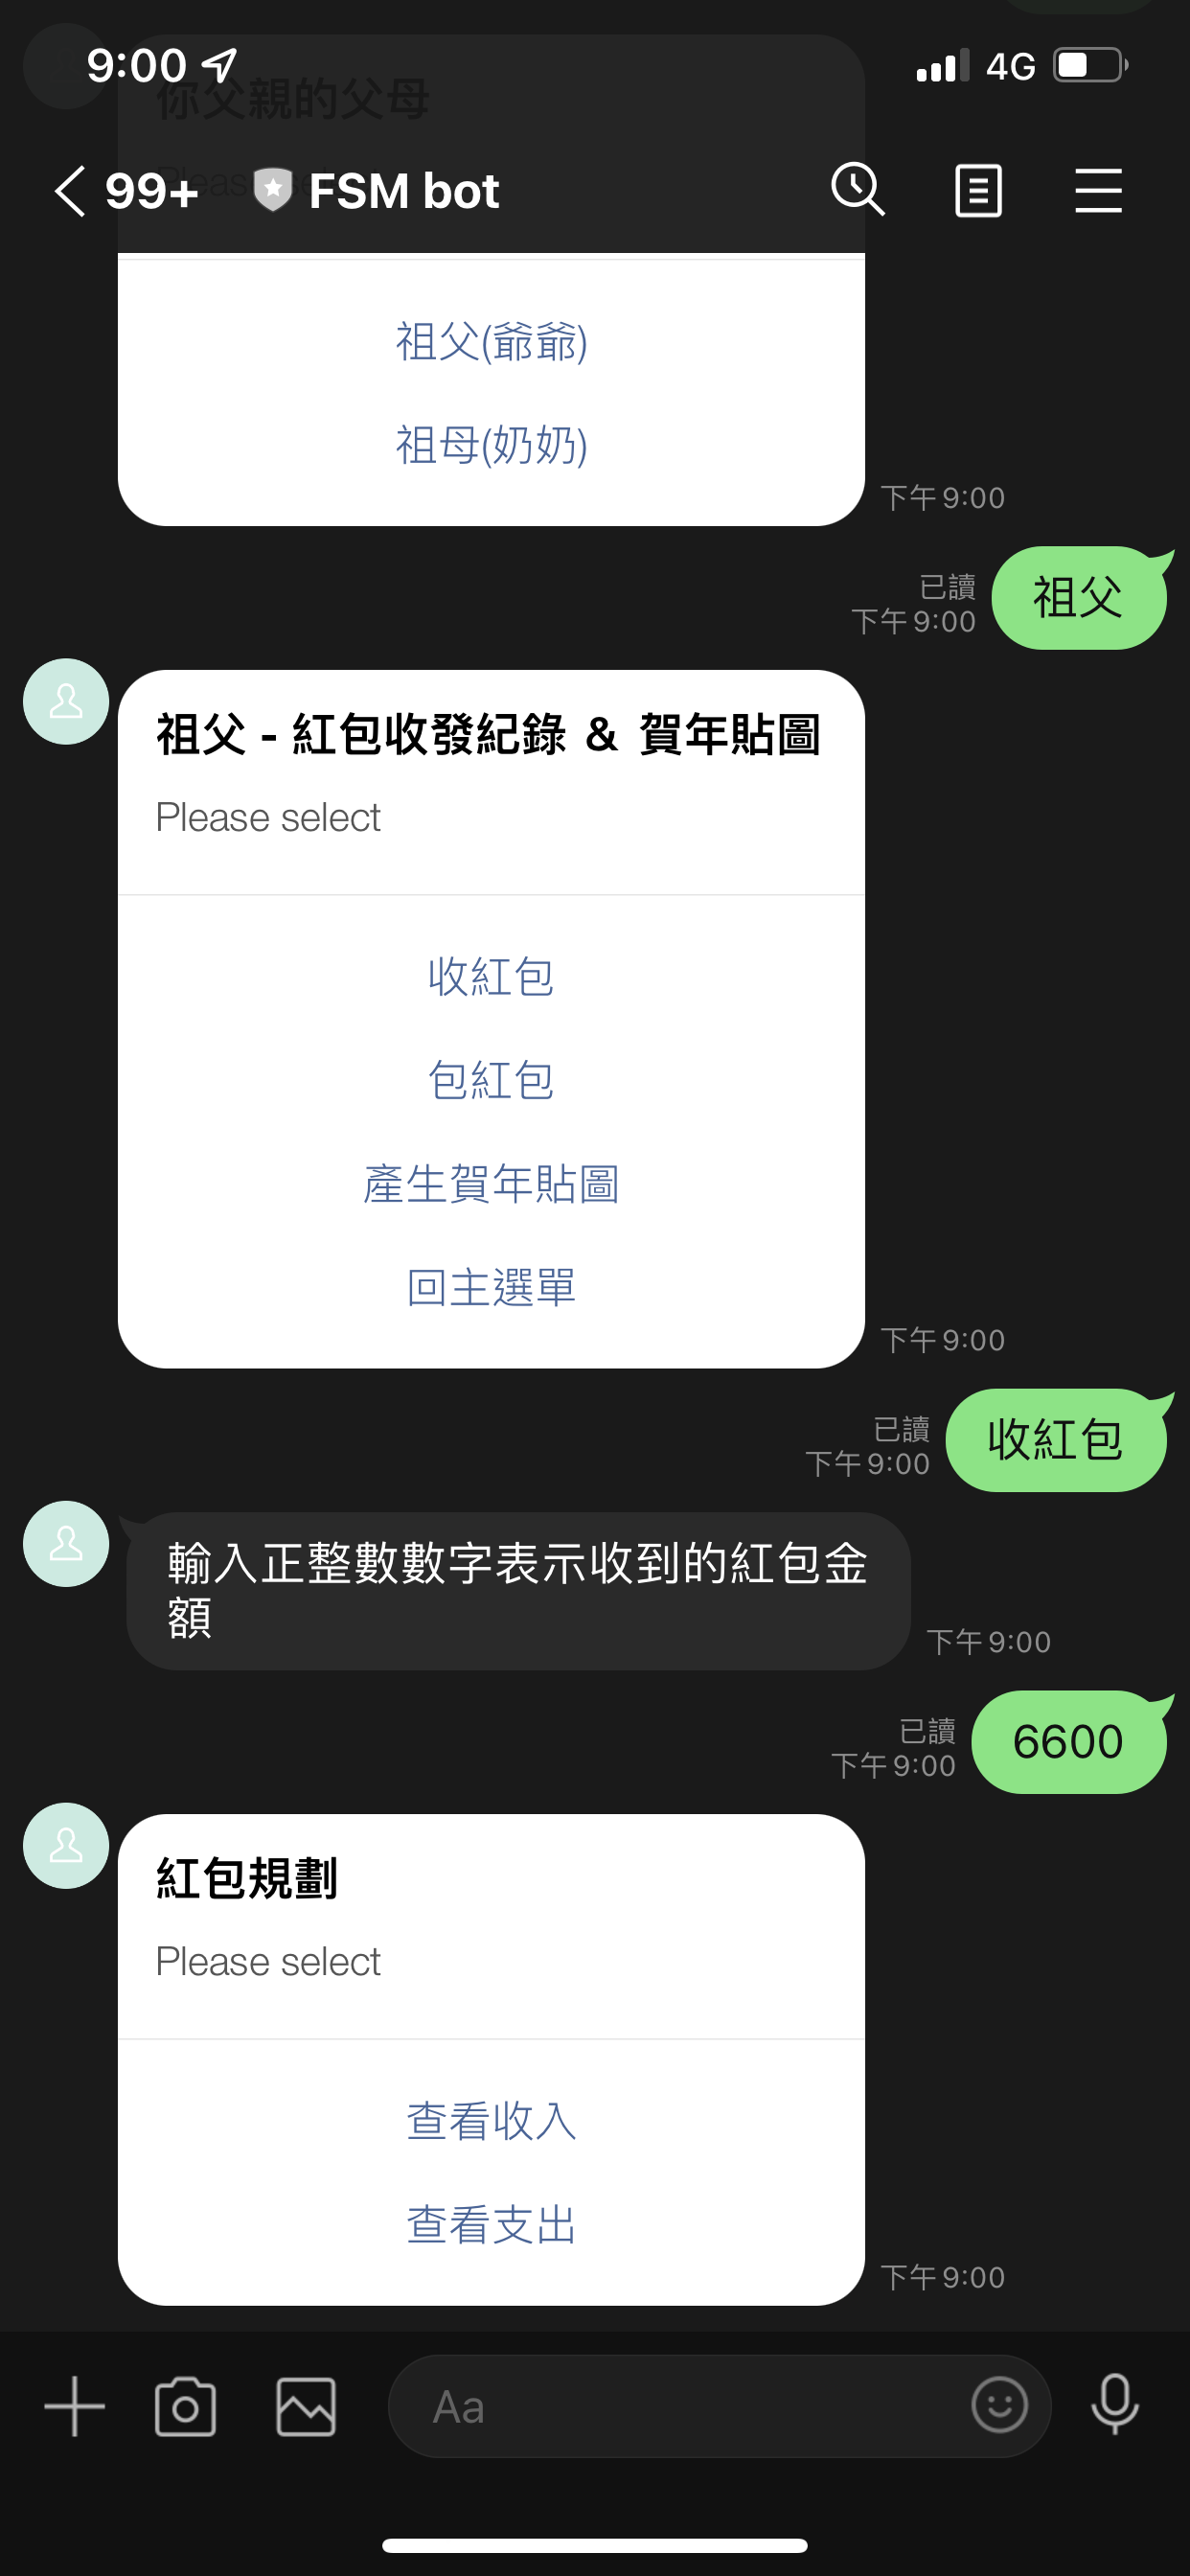 9:00
4G
你父親的父母
Please select
99+
FSM bot
祖父(爺爺)
祖母(奶奶)
下午 9:00
已讀
下午 9:00
祖父
祖父 - 紅包收發紀錄 & 賀年貼圖
Please select
收紅包
包紅包
產生賀年貼圖
回主選單
下午 9:00
已讀
下午 9:00
收紅包
輸入正整數數字表示收到的紅包金
額
下午 9:00
已讀
下午 9:00
6600
紅包規劃
Please select
查看收入
查看支出
下午 9:00
Aa